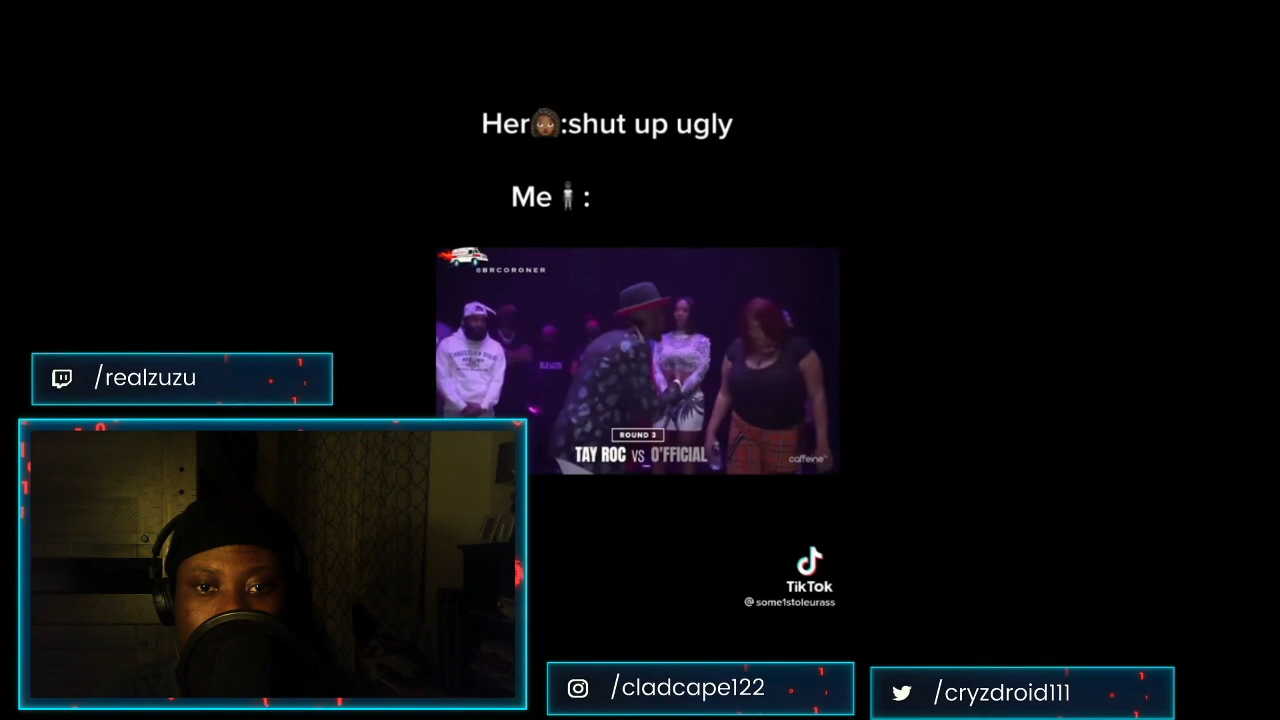 Her👩🏾:shut up ugly
Me🧍🏿:
@BRCORONER
ROUND 3
TAY ROC VS O'FFICIAL
caffeine
/realzuzu
TikTok
@some1stoleurass
/cladcape122
/cryzdroid111